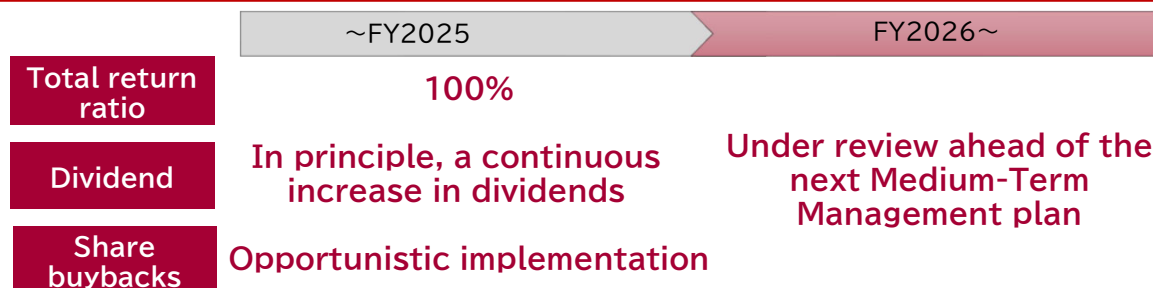 ~FY2025
FY2026~
Total return
ratio
100%
Dividend
In principle, a continuous
increase in dividends
Under review ahead of the
next Medium-Term
Management plan
Share
buybacks
Opportunistic implementation